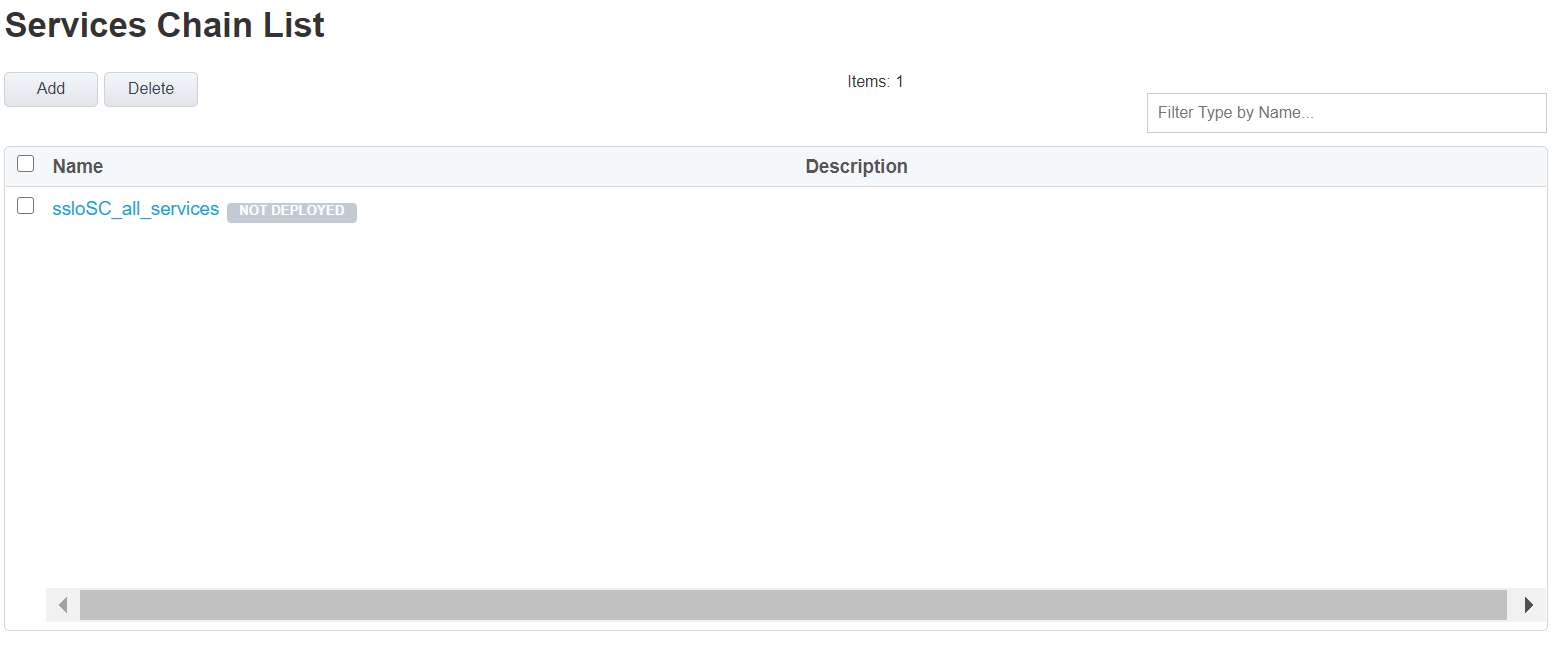 Services Chain List
Add Delete Items: 1
Filter Type by Name...
Name Description
ssloSC_all_services NOT DEPLOYED